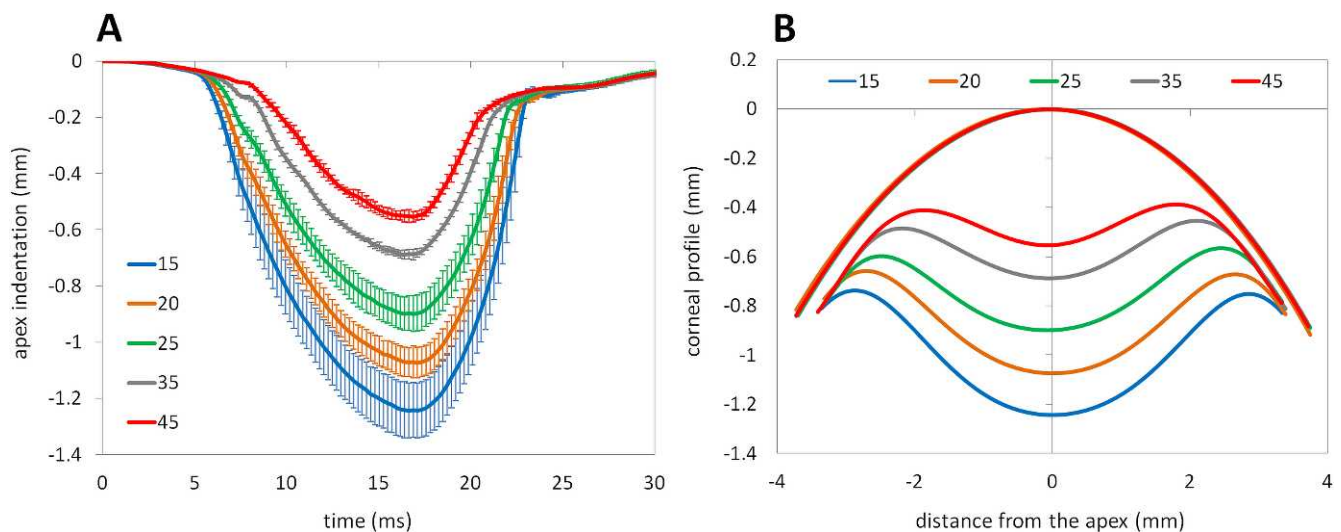 A
0
-0.2
-0.4
-0.6
-0.8
-1
-1.2
-1.4
apex indentation (mm)
15
20
25
35
45
0 5 10 15 20 25 30
time (ms)
B
0.2
0
-0.2
-0.4
-0.6
-0.8
-1
-1.2
-1.4
corneal profile (mm)
15 20 25 35 45
-4 -2 0 2 4
distance from the apex (mm)